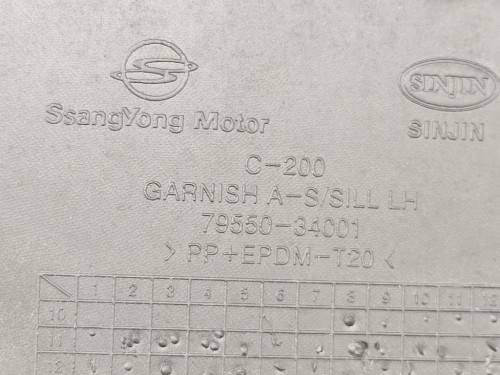 SINJIN
SsangYong Motor
SINJIN
C-200
GARNISH A-S/SILL LH
79550-34001
> PP+EPDM-T20 <
1 2 3 4 5 6 7 8 9 10 11 12
10
11
12